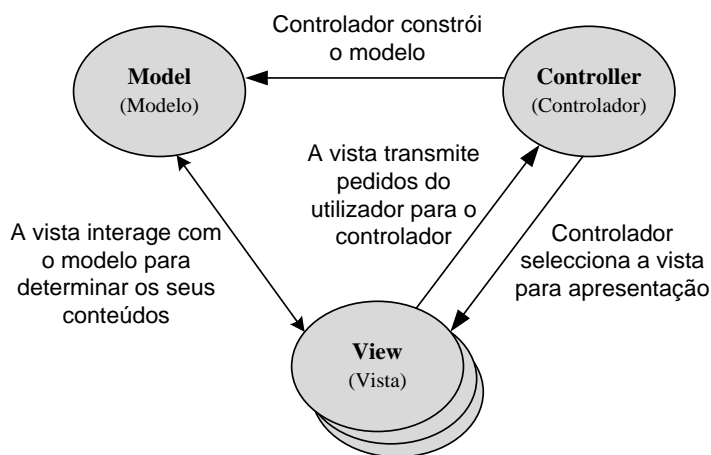 Controlador constrói
o modelo
Model
(Modelo)
Controller
(Controlador)
A vista transmite
pedidos do
utilizador para o
controlador
A vista interage com
o modelo para
determinar os seus
conteúdos
Controlador
selecciona a vista
para apresentação
View
(Vista)